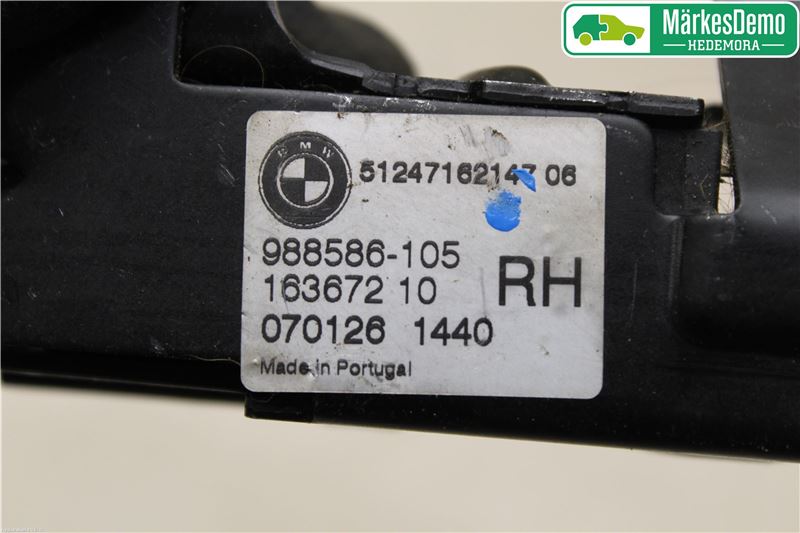 MärkesDemo
HEDEMORA
BMW
51247162147 06
988586-105
163672 10
RH
070126 1440
Made in Portugal